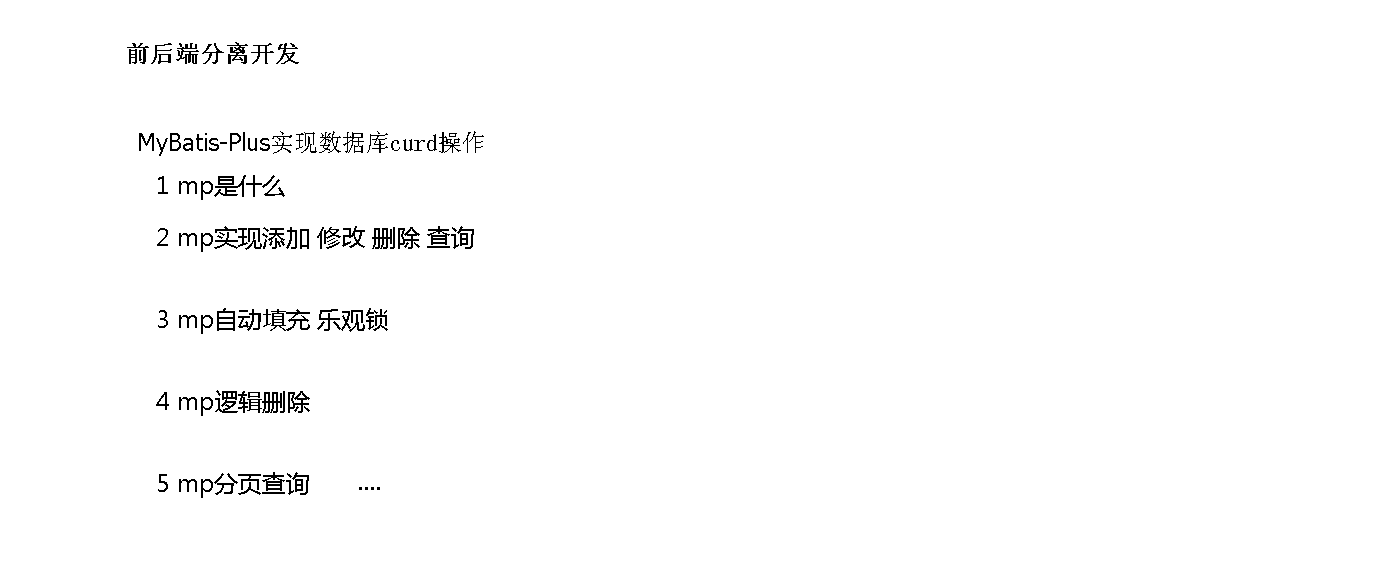 前后端分离开发
MyBatis-Plus实现数据库curd操作
1 mp是什么
2 mp实现添加 修改 删除 查询
3 mp自动填充 乐观锁
4 mp逻辑删除
5 mp分页查询 ....